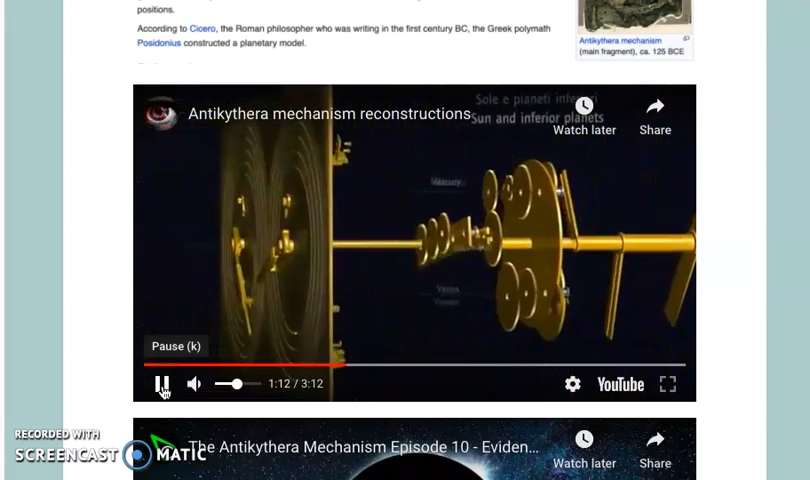 positions.
According to Cicero, the Roman philosopher who was writing in the first century BC, the Greek polymath
Posidonius constructed a planetary model.
Antikythera mechanism
(main fragment), ca. 125 BCE
Antikythera mechanism reconstructions
Sole e pianeti inferiori
Sun and inferior planets
Watch later
Share
Mercury
Pause (k)
1:12 / 3:12
YouTube
RECORDED WITH
SCREENCAST MATIC
The Antikythera Mechanism Episode 10 - Eviden...
Watch later
Share